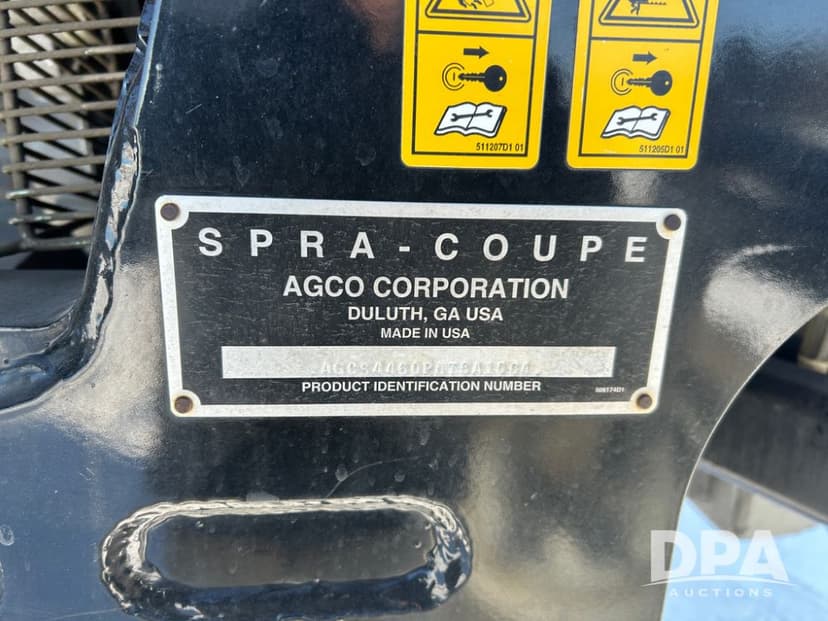 511207D1 01
511205D1 01
SPRA-COUPE
AGCO CORPORATION
DULUTH, GA USA
MADE IN USA
PRODUCT IDENTIFICATION NUMBER
DPA
AUCTIONS